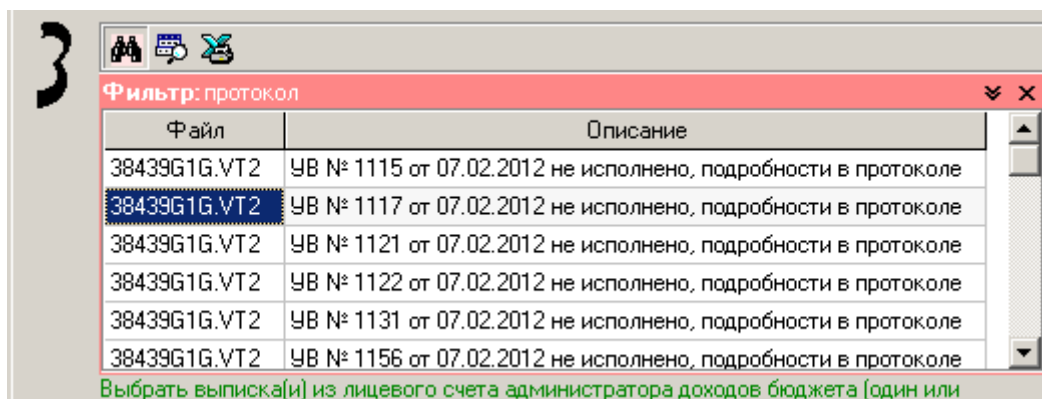 З
Фильтр: протокол
Файл Описание
38439G1G.VT2 УВ № 1115 от 07.02.2012 не исполнено, подробности в протоколе
38439G1G.VT2 УВ № 1117 от 07.02.2012 не исполнено, подробности в протоколе
38439G1G.VT2 УВ № 1121 от 07.02.2012 не исполнено, подробности в протоколе
38439G1G.VT2 УВ № 1122 от 07.02.2012 не исполнено, подробности в протоколе
38439G1G.VT2 УВ № 1131 от 07.02.2012 не исполнено, подробности в протоколе
38439G1G.VT2 УВ № 1156 от 07.02.2012 не исполнено, подробности в протоколе
Выбрать выписка(и) из лицевого счета администратора доходов бюджета (один или